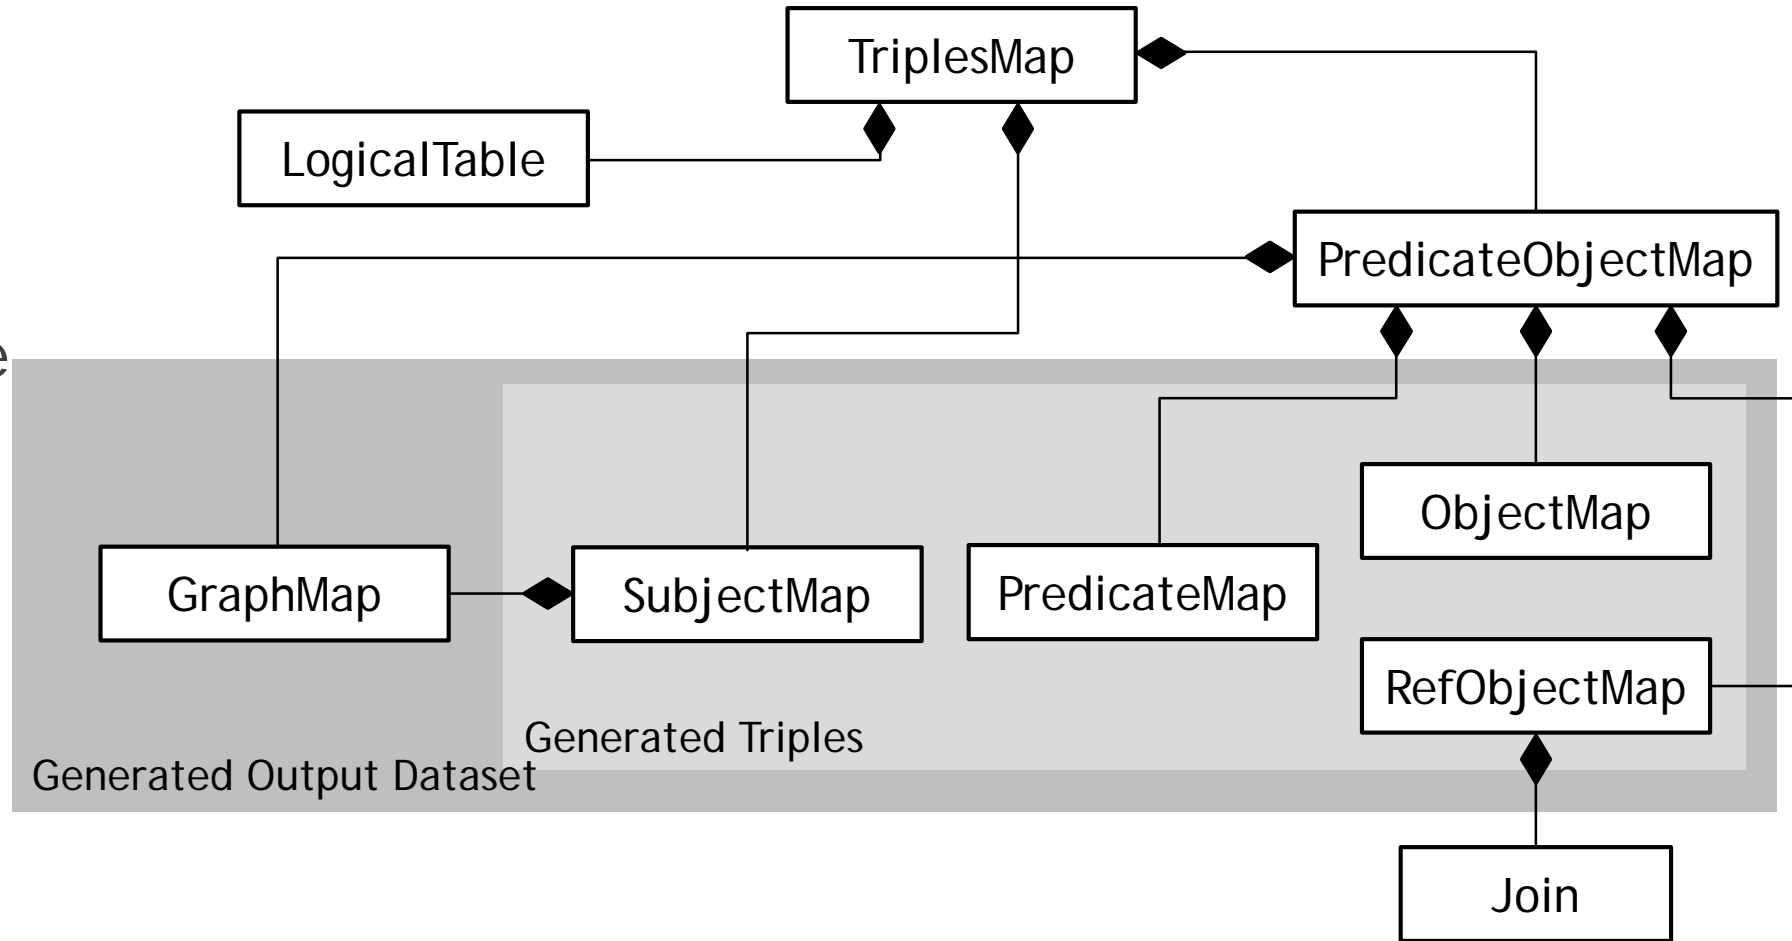 TriplesMap
LogicalTable
PredicateObjectMap
e
ObjectMap
GraphMap
SubjectMap
PredicateMap
RefObjectMap
Generated Triples
Generated Output Dataset
Join